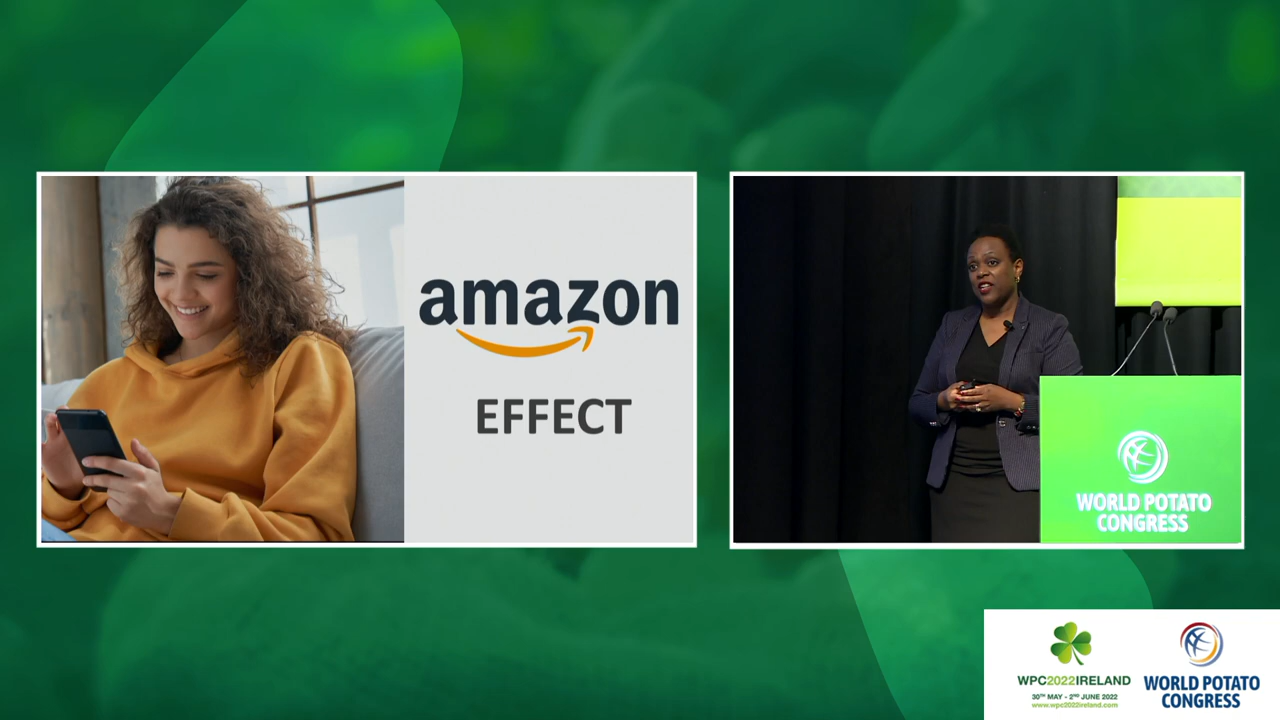 amazon
EFFECT
WORLD POTATO
CONGRESS
WPC2022IRELAND
30TH MAY - 2ND JUNE 2022
www.wpc2022ireland.com
WORLD POTATO
CONGRESS